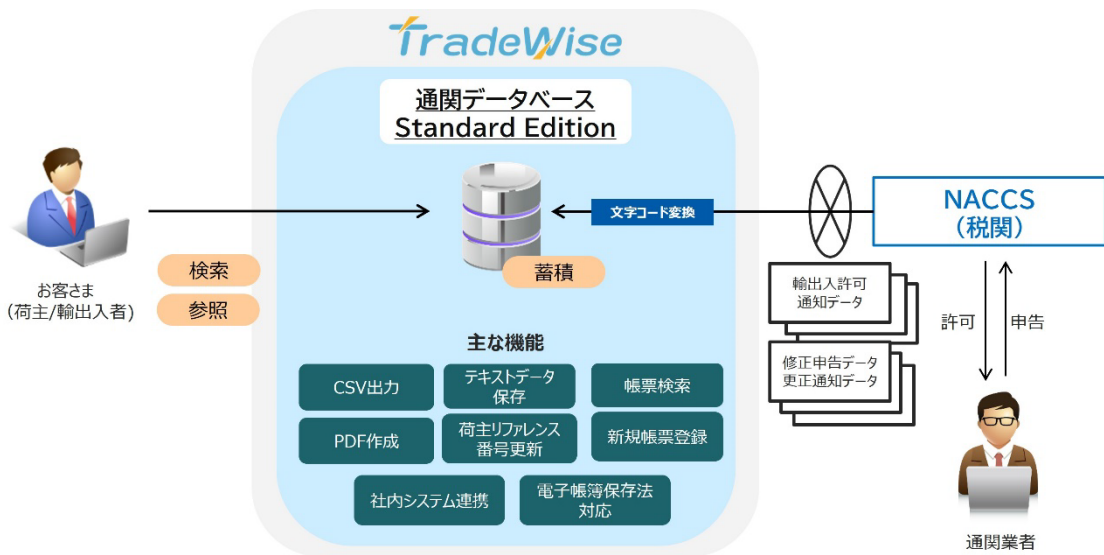 TradeWise
通関データベース
Standard Edition
文字コード変換
NACCS
(税関)
検索
参照
お客さま
(荷主/輸出入者)
蓄積
輸出入許可
通知データ
修正申告データ
更正通知データ
許可
申告
主な機能
CSV出力
テキストデータ
保存
帳票検索
PDF作成
荷主リファレンス
番号更新
新規帳票登録
社内システム連携
電子帳簿保存法
対応
通関業者